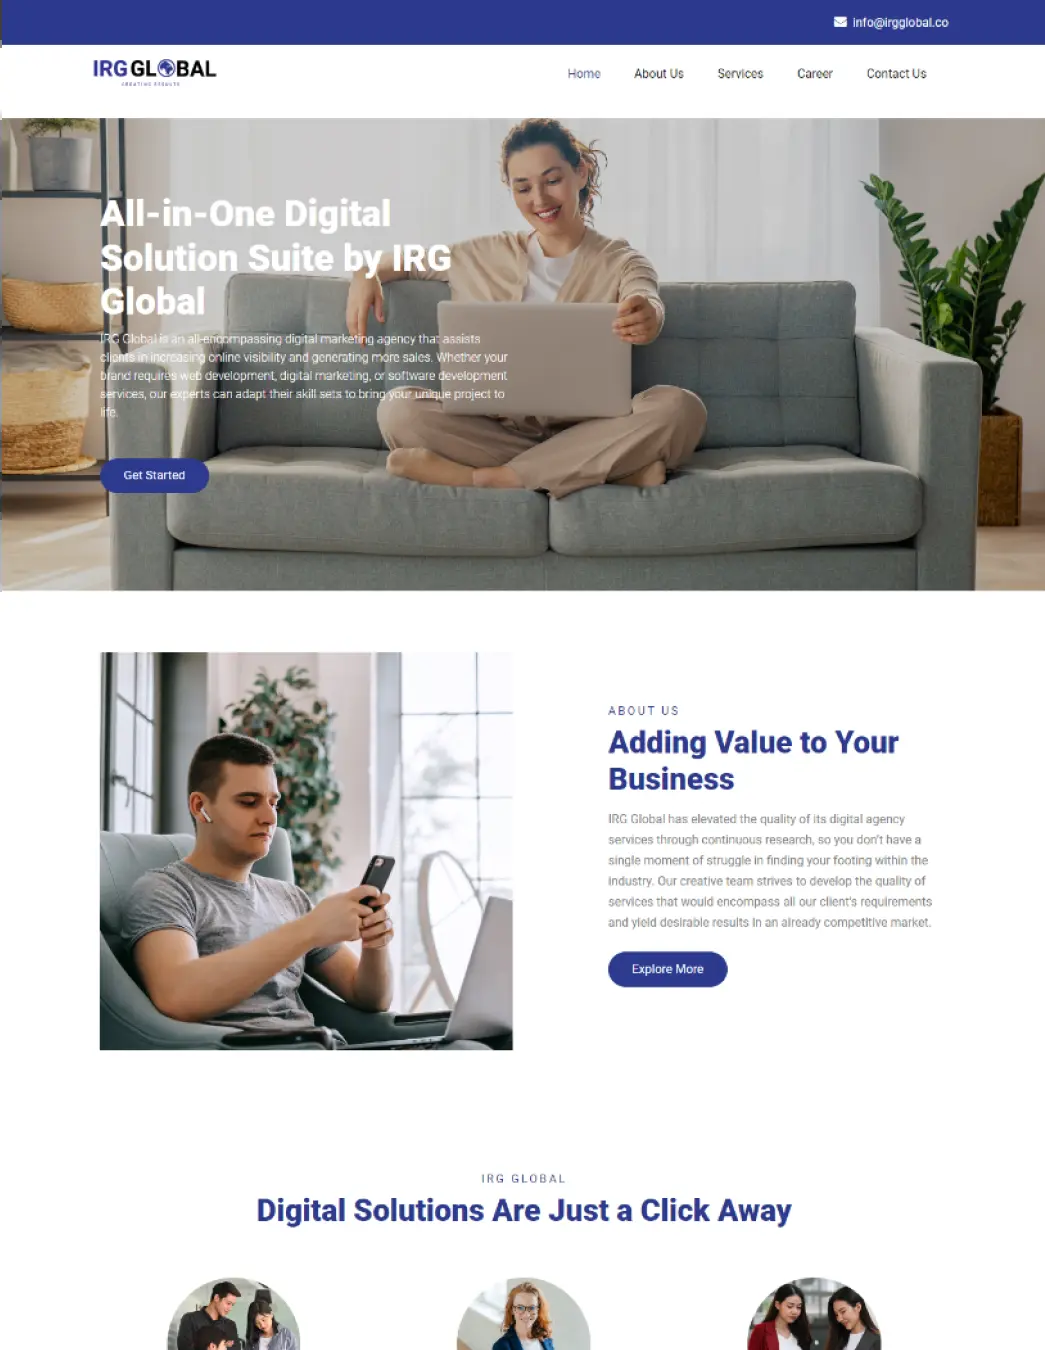 info@irgglobal.co
IRG GLOBAL
CREATING RESULTS
Home About Us Services Career Contact Us
All-in-One Digital
Solution Suite by IRG
Global
IRG Global is an all-encompassing digital marketing agency that assists
clients in increasing online visibility and generating more sales. Whether your
brand requires web development, digital marketing, or software development
services, our experts can adapt their skill sets to bring your unique project to
life.
Get Started
ABOUT US
Adding Value to Your
Business
IRG Global has elevated the quality of its digital agency
services through continuous research, so you don't have a
single moment of struggle in finding your footing within the
industry. Our creative team strives to develop the quality of
services that would encompass all our client's requirements
and yield desirable results in an already competitive market.
Explore More
IRG GLOBAL
Digital Solutions Are Just a Click Away